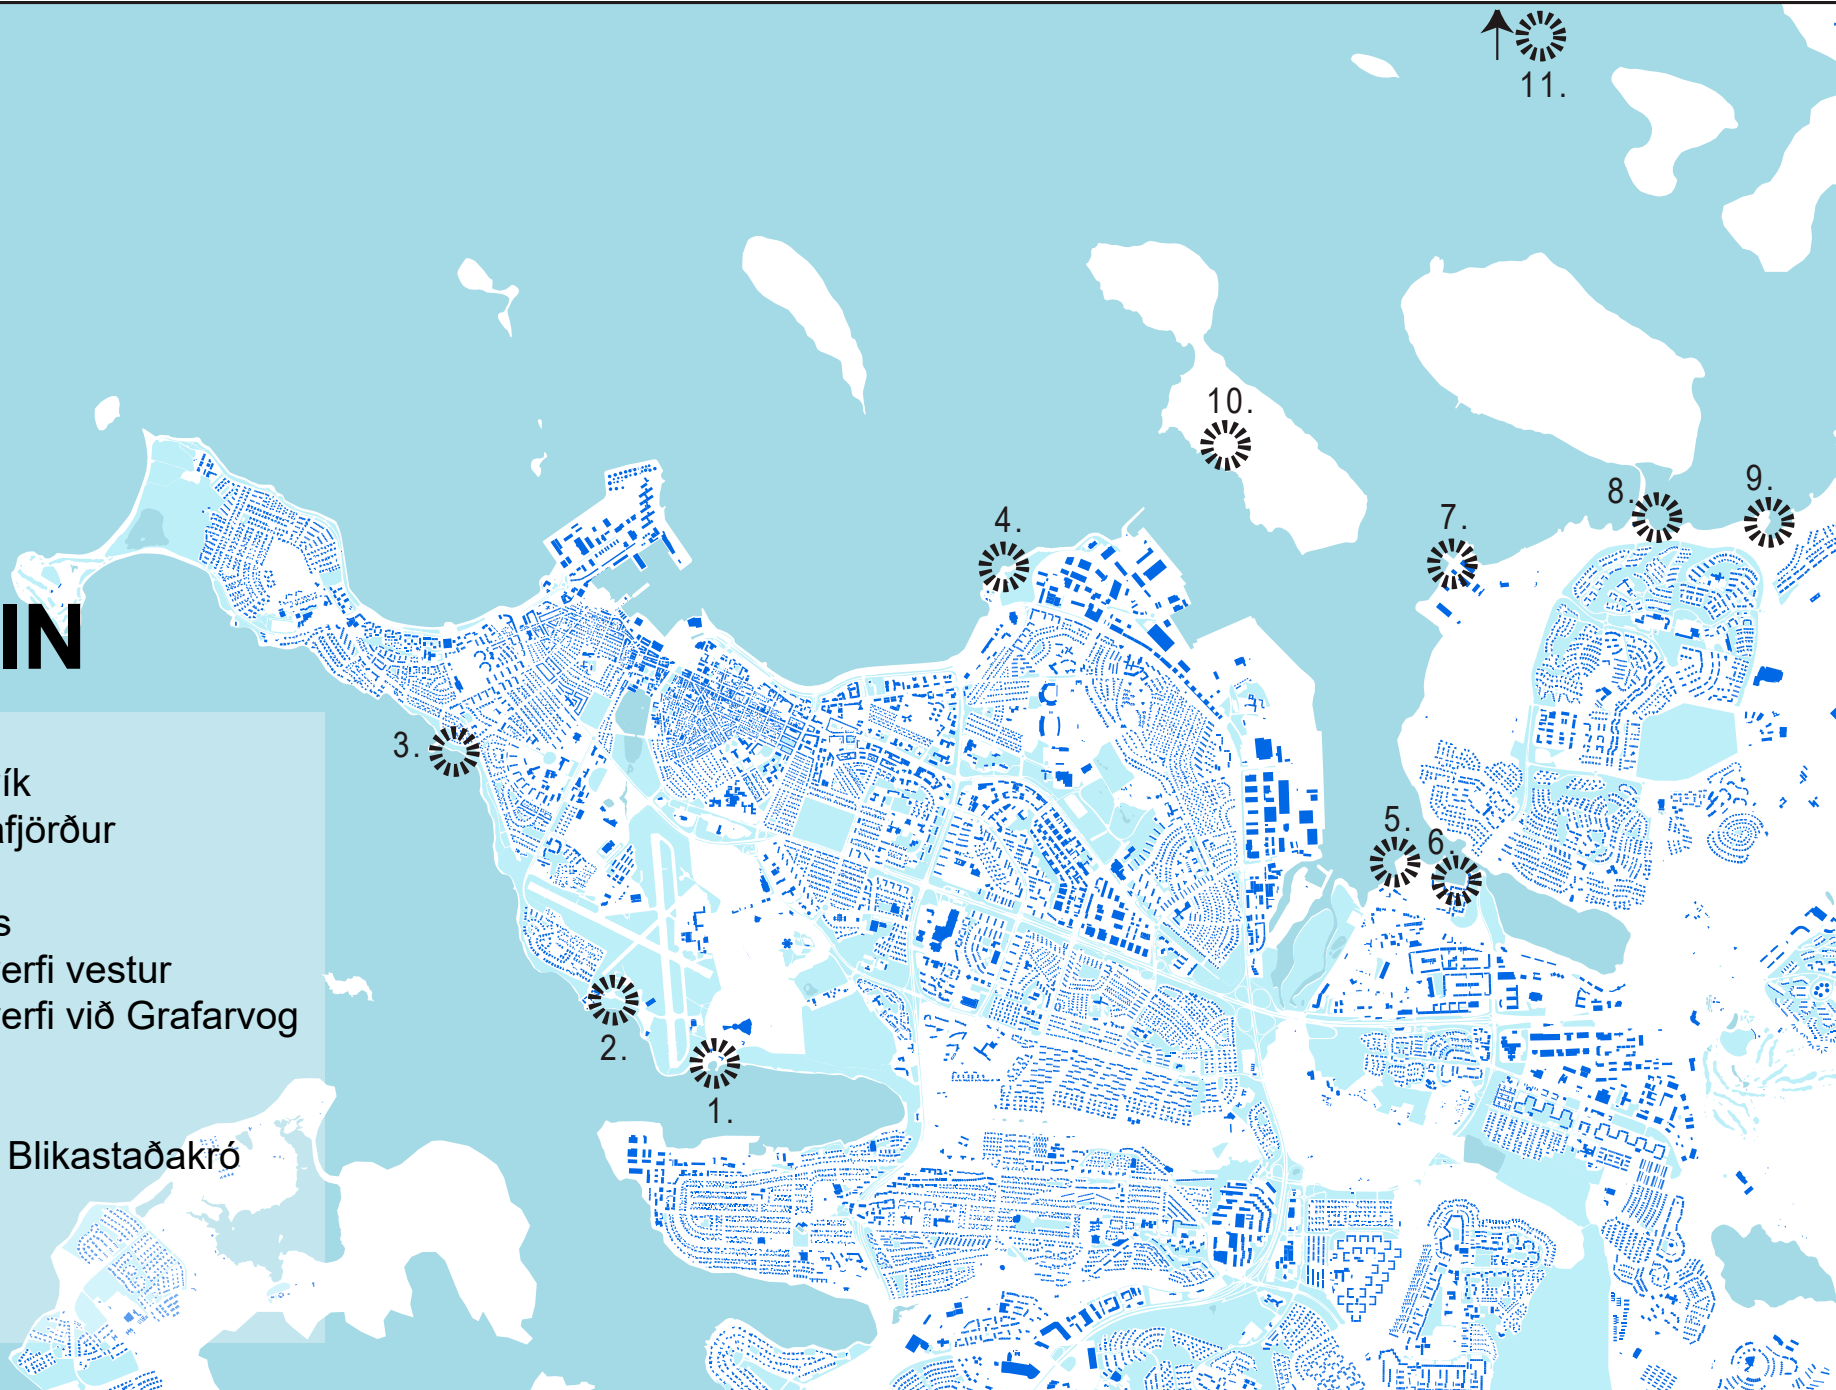 11.
10.
8.
9.
4.
7.
IN
3.
ík
afjörður
5.
6.
s
erfi vestur
erfi við Grafarvog
2.
1.
Blikastaðakró